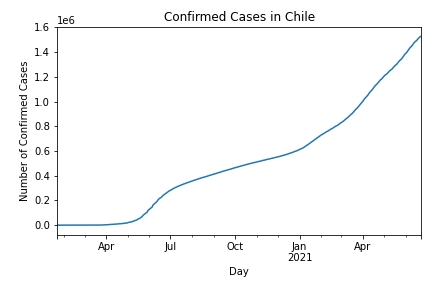 Confirmed Cases in Chile
1e6
1.6
1.4
1.2
1.0
0.8
0.6
0.4
0.2
0.0
Number of Confirmed Cases
Apr Jul Oct Jan Apr
2021
Day